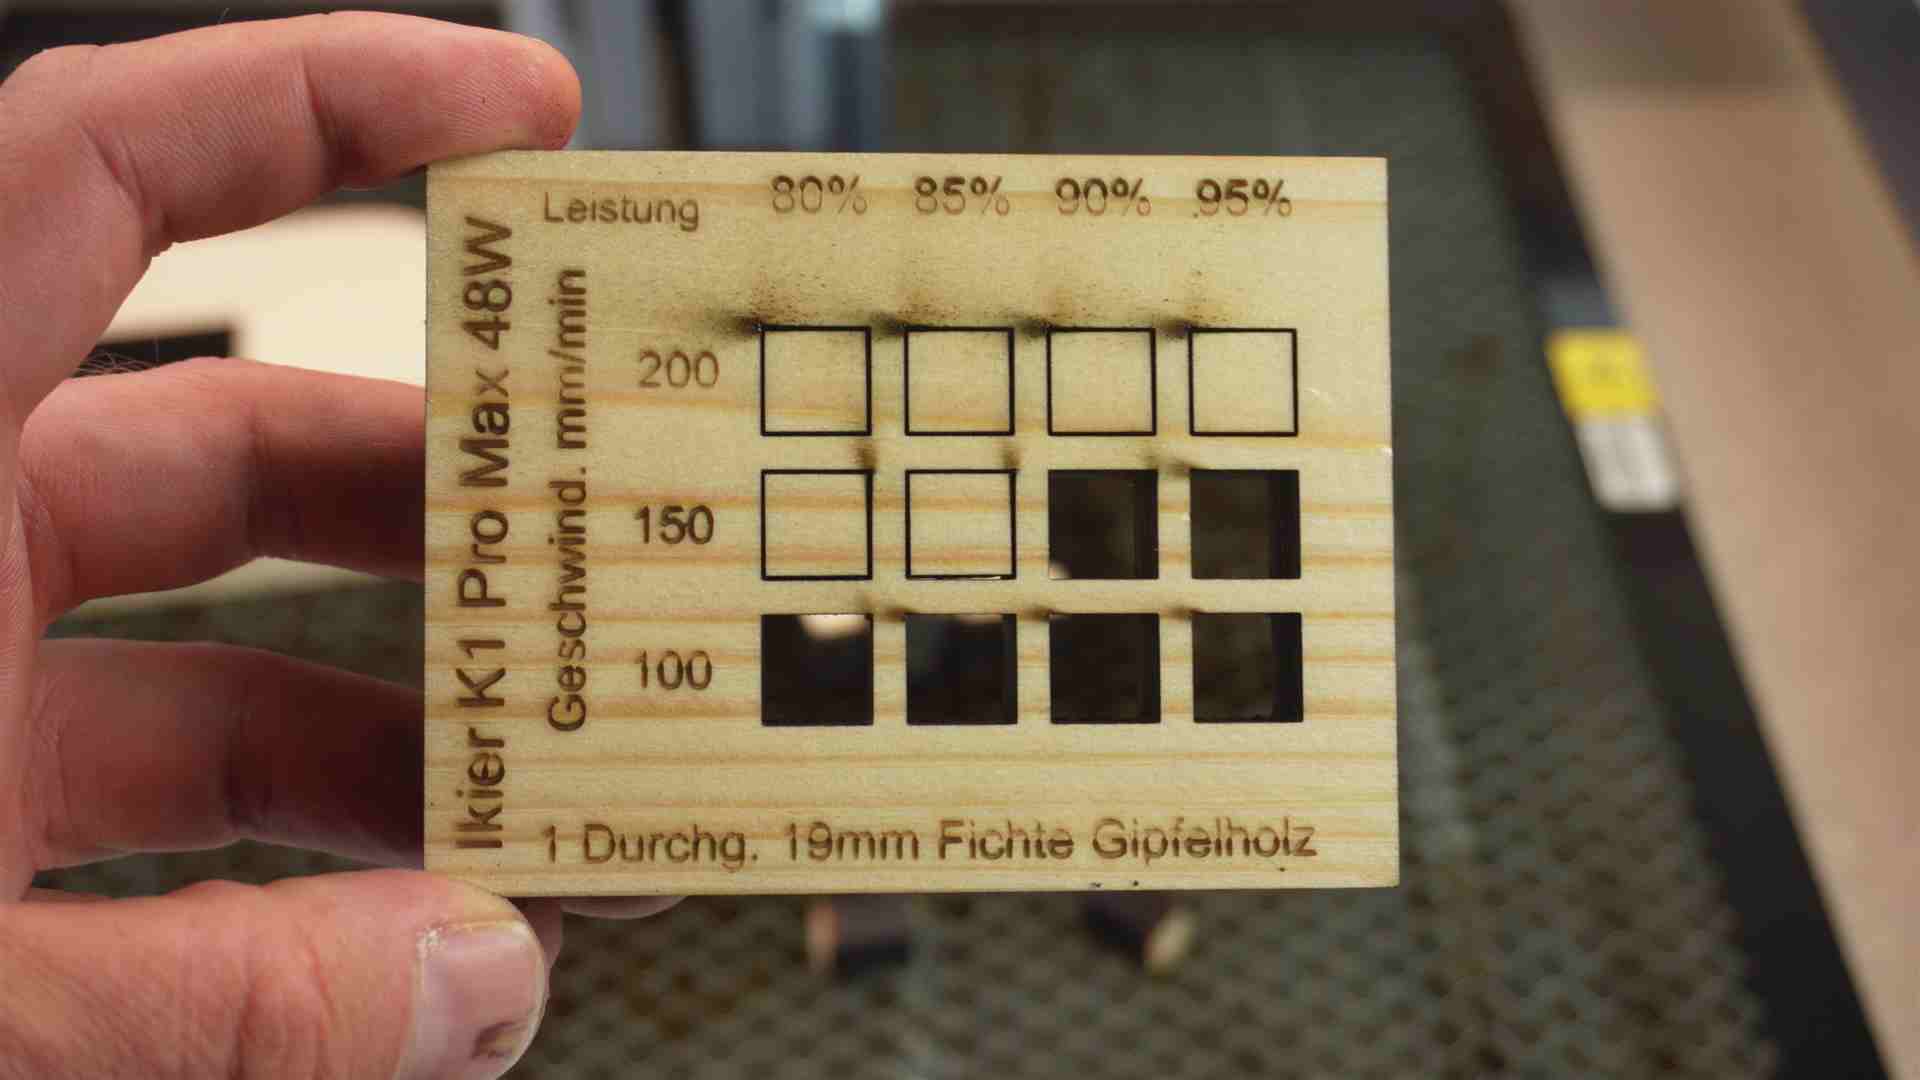 Ikier K1 Pro Max 48W
Leistung 80% 85% 90% 95%
Geschwind. mm/min
200
150
100
1 Durchg. 19mm Fichte Gipfelholz